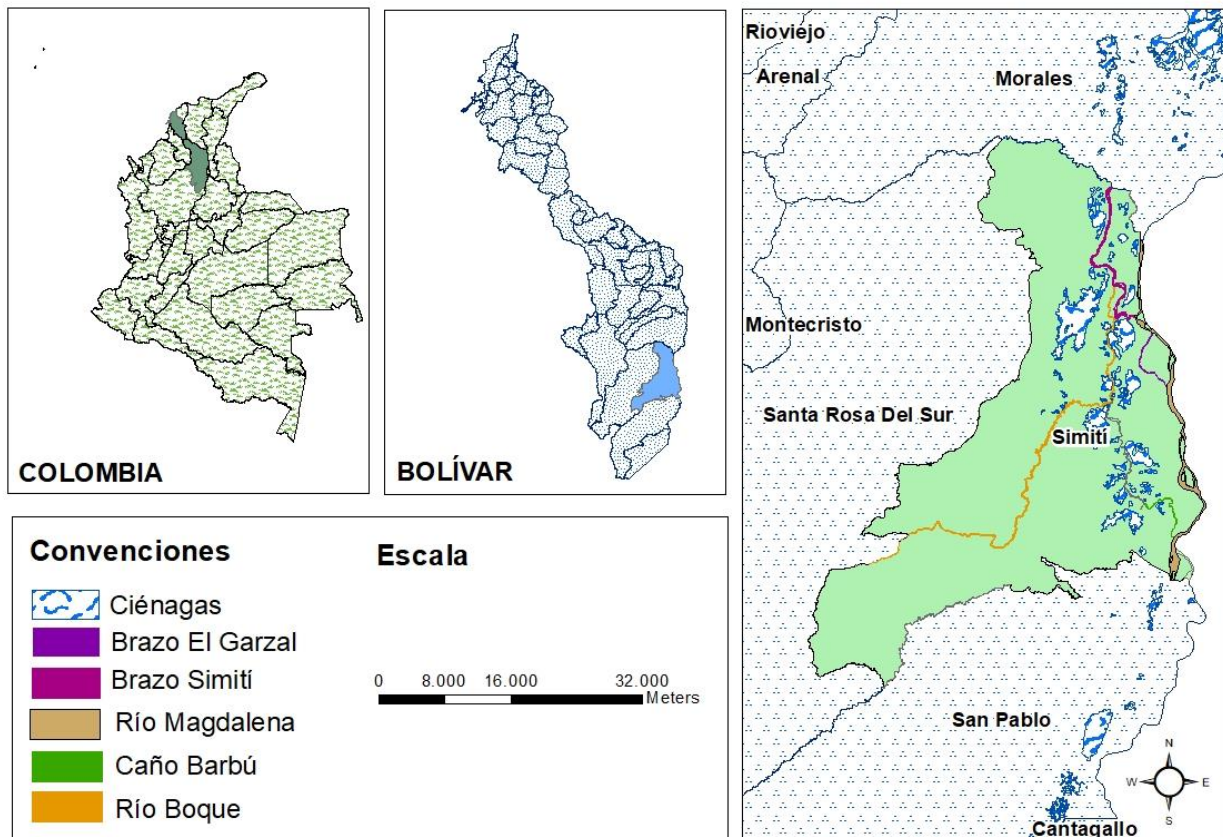 COLOMBIA
BOLÍVAR
Convenciones
Ciénagas
Brazo El Garzal
Brazo Simití
Río Magdalena
Caño Barbú
Río Boque
Escala
0 8.000 16.000 32.000
Meters
Rioviejo
Arenal
Morales
Montecristo
Santa Rosa Del Sur
Simití
San Pablo
Cantagallo
N
W E
S